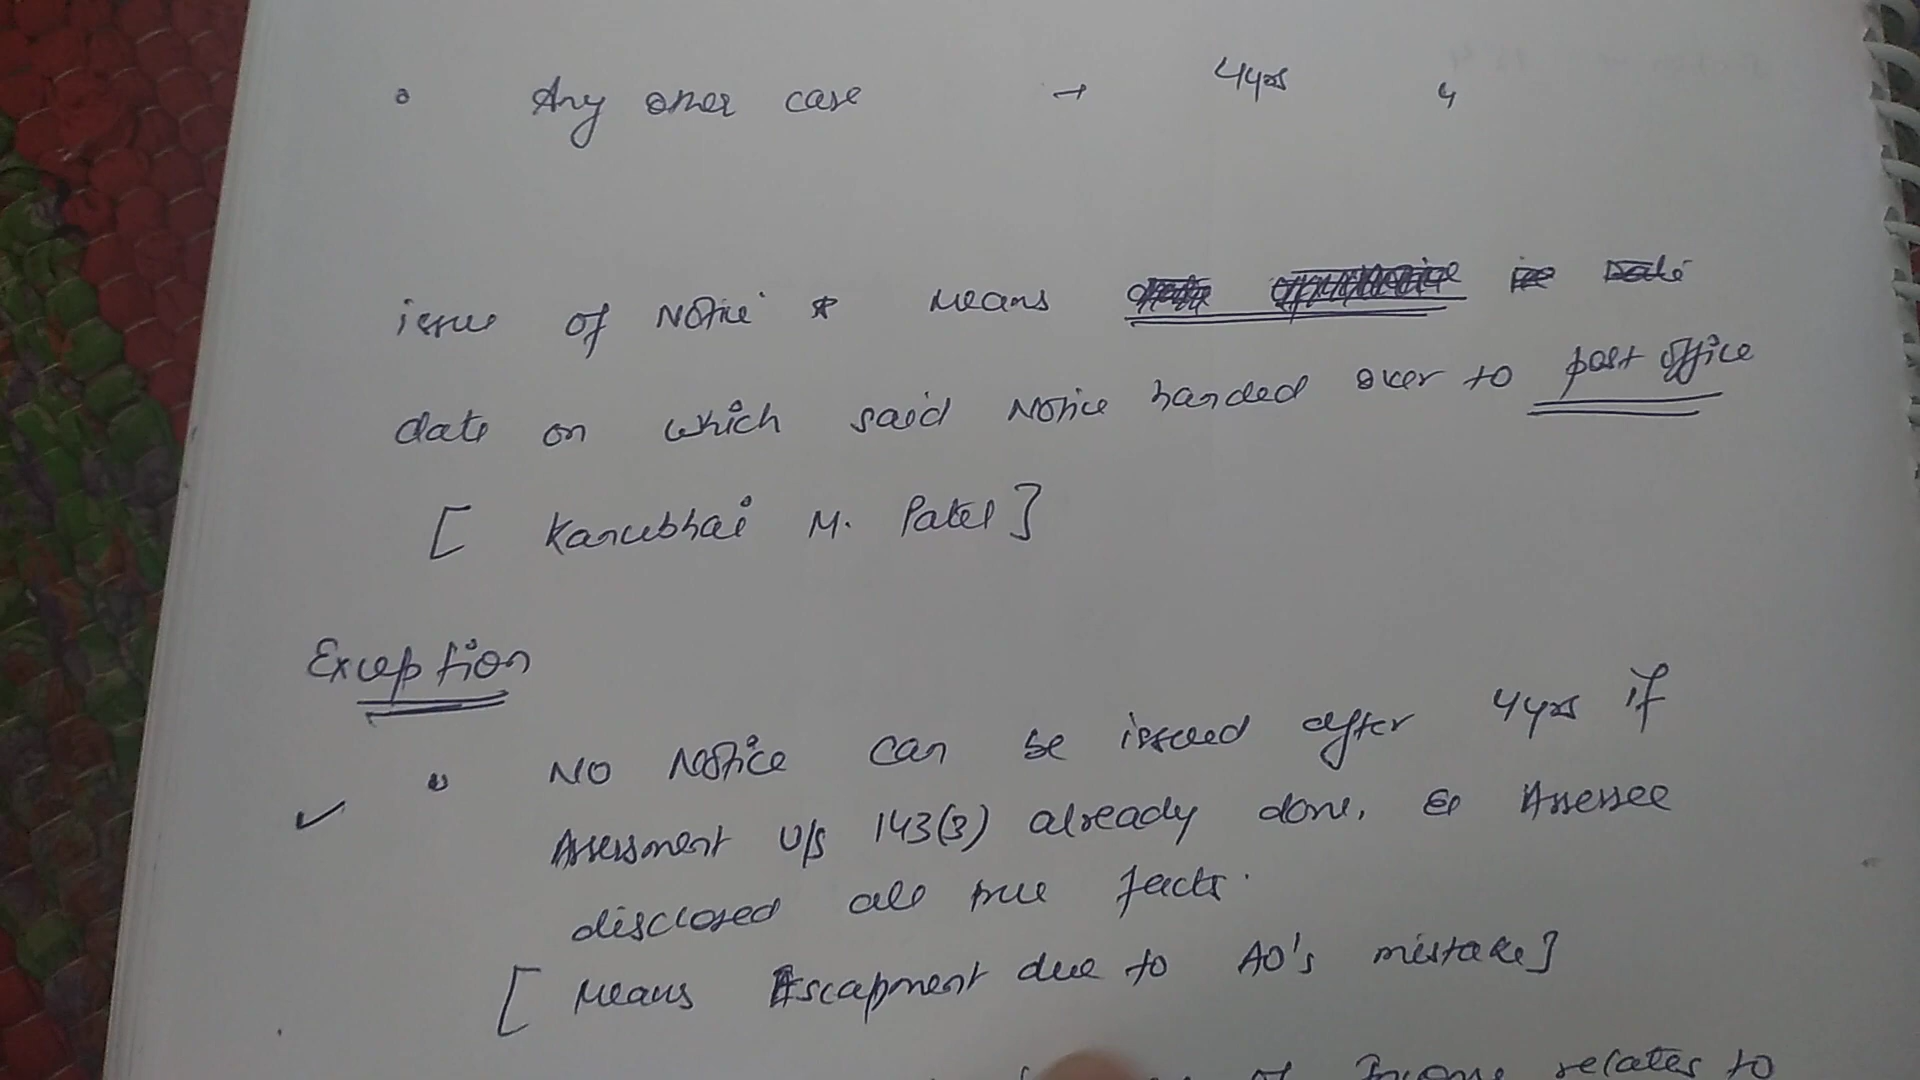 Any other case → 4yrs "
issue of Notice * means
date on which said Notice handed over to post office
[ Kanubhai M. Patel ]
Exception
NO Notice can be issued after 4yrs if
Assessment u/s 143(3) already done. & Assessee
disclosed all true facts.
[ Means Escapment due to AO's mistake ]
of Income relates to